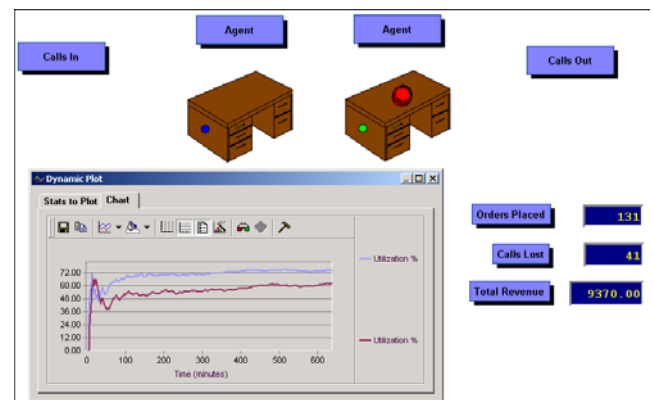 Agent
Agent
Calls In
Calls Out
Dynamic Plot
Stats to Plot Chart
Orders Placed 131
Calls Lost 41
Total Revenue 9370.00
Utilization %
72.00
60.00
48.00
36.00
24.00
12.00
0.00
0 100 200 300 400 500 600
Utilization %
Time (minutes)